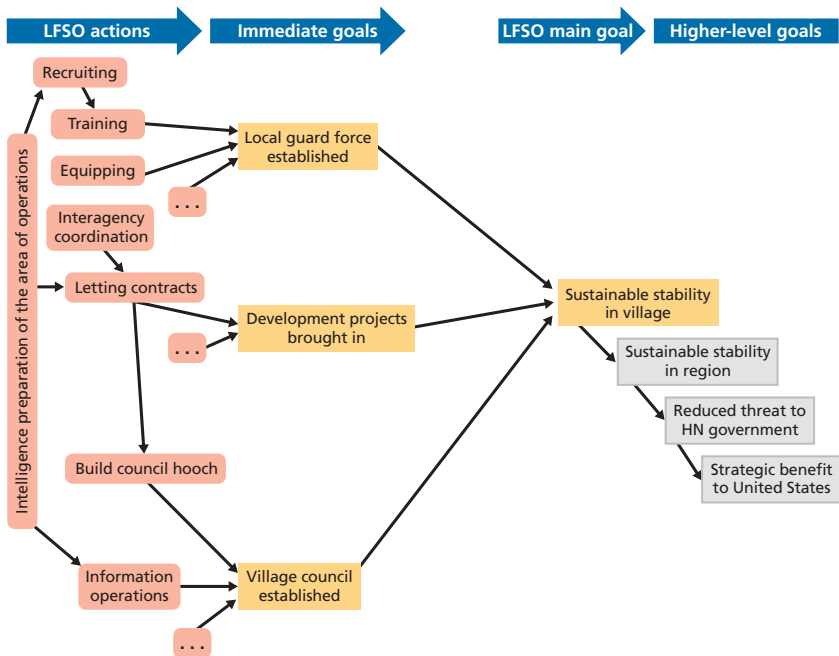 LFSO actions
Immediate goals
LFSO main goal
Higher-level goals
Recruiting
Training
Equipping
...
Intelligence preparation of the area of operations
Interagency
coordination
Letting contracts
...
Build council hooch
Information
operations
...
Local guard force
established
Development projects
brought in
Village council
established
Sustainable stability
in village
Sustainable stability
in region
Reduced threat to
HN government
Strategic benefit
to United States